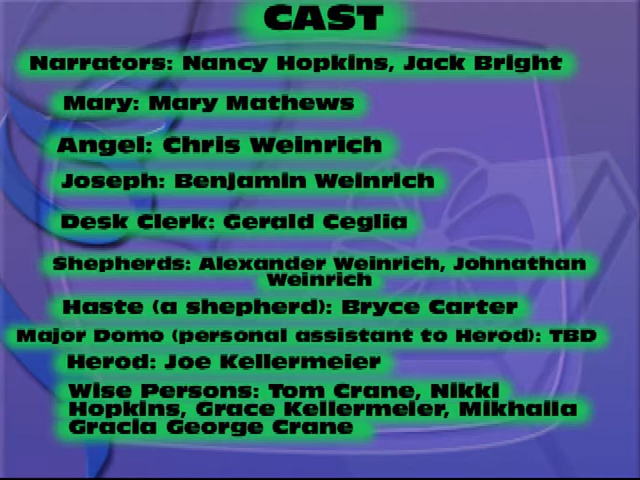 CAST
Narrators: Nancy Hopkins, Jack Bright
Mary: Mary Mathews
Angel: Chris Weinrich
Joseph: Benjamin Weinrich
Desk Clerk: Gerald Ceglia
Shepherds: Alexander Weinrich, Johnathan
Weinrich
Haste (a shepherd): Bryce Carter
Major Domo (personal assistant to Herod): TBD
Herod: Joe Kellermeier
Wise Persons: Tom Crane, Nikki
Hopkins, Grace Kellermeier, Mikhaila
Gracia George Crane